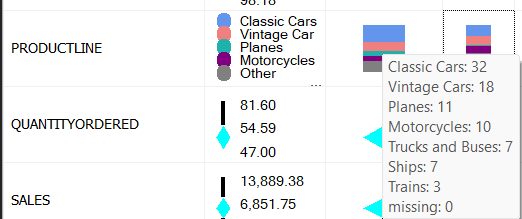 98.18
PRODUCTLINE
Classic Cars
Vintage Car
Planes
Motorcycles
Other
...
Classic Cars: 32
Vintage Cars: 18
Planes: 11
Motorcycles: 10
Trucks and Buses: 7
Ships: 7
Trains: 3
missing: 0
QUANTITYORDERED
81.60
54.59
47.00
SALES
13,889.38
6,851.75